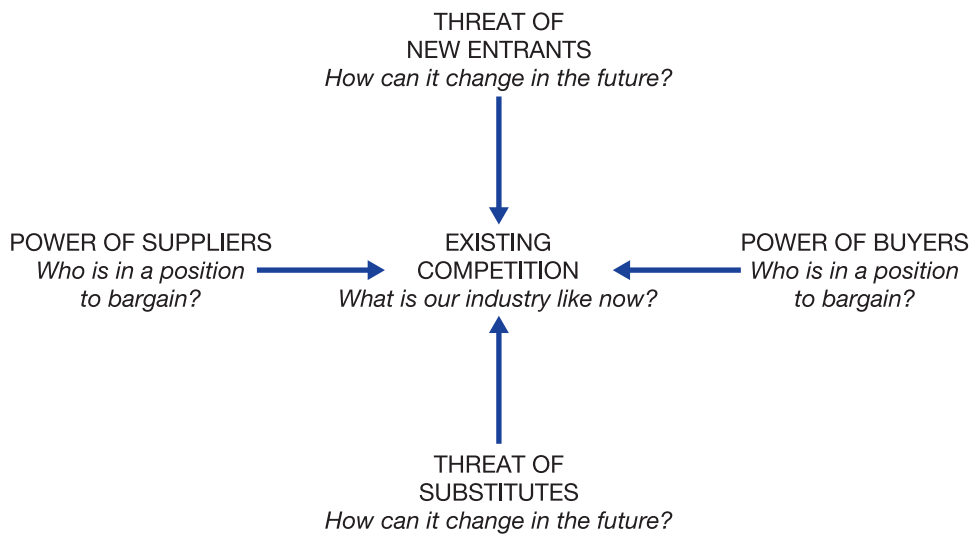 THREAT OF
NEW ENTRANTS
How can it change in the future?
POWER OF SUPPLIERS
Who is in a position
to bargain?
EXISTING
COMPETITION
What is our industry like now?
POWER OF BUYERS
Who is in a position
to bargain?
THREAT OF
SUBSTITUTES
How can it change in the future?